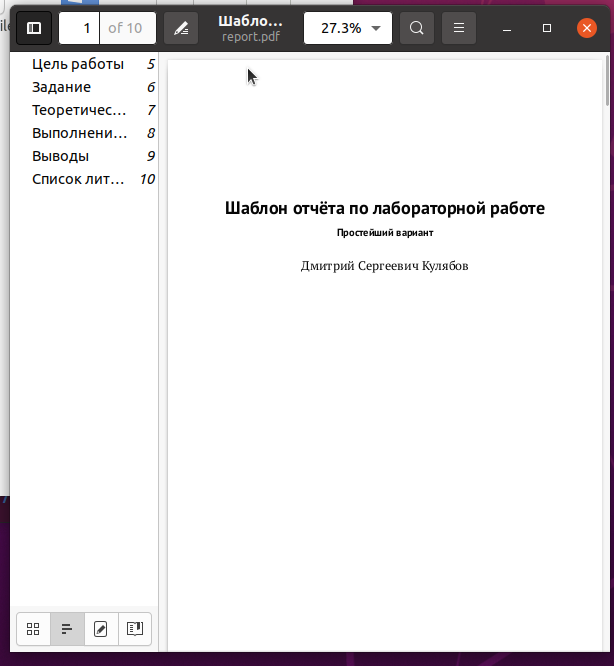 ile
1 of 10
Шабло...
report.pdf
27.3%
Цель работы 5
Задание 6
Теоретичес... 7
Выполнени... 8
Выводы 9
Список лит... 10
Шаблон отчёта по лабораторной работе
Простейший вариант
Дмитрий Сергеевич Кулябов